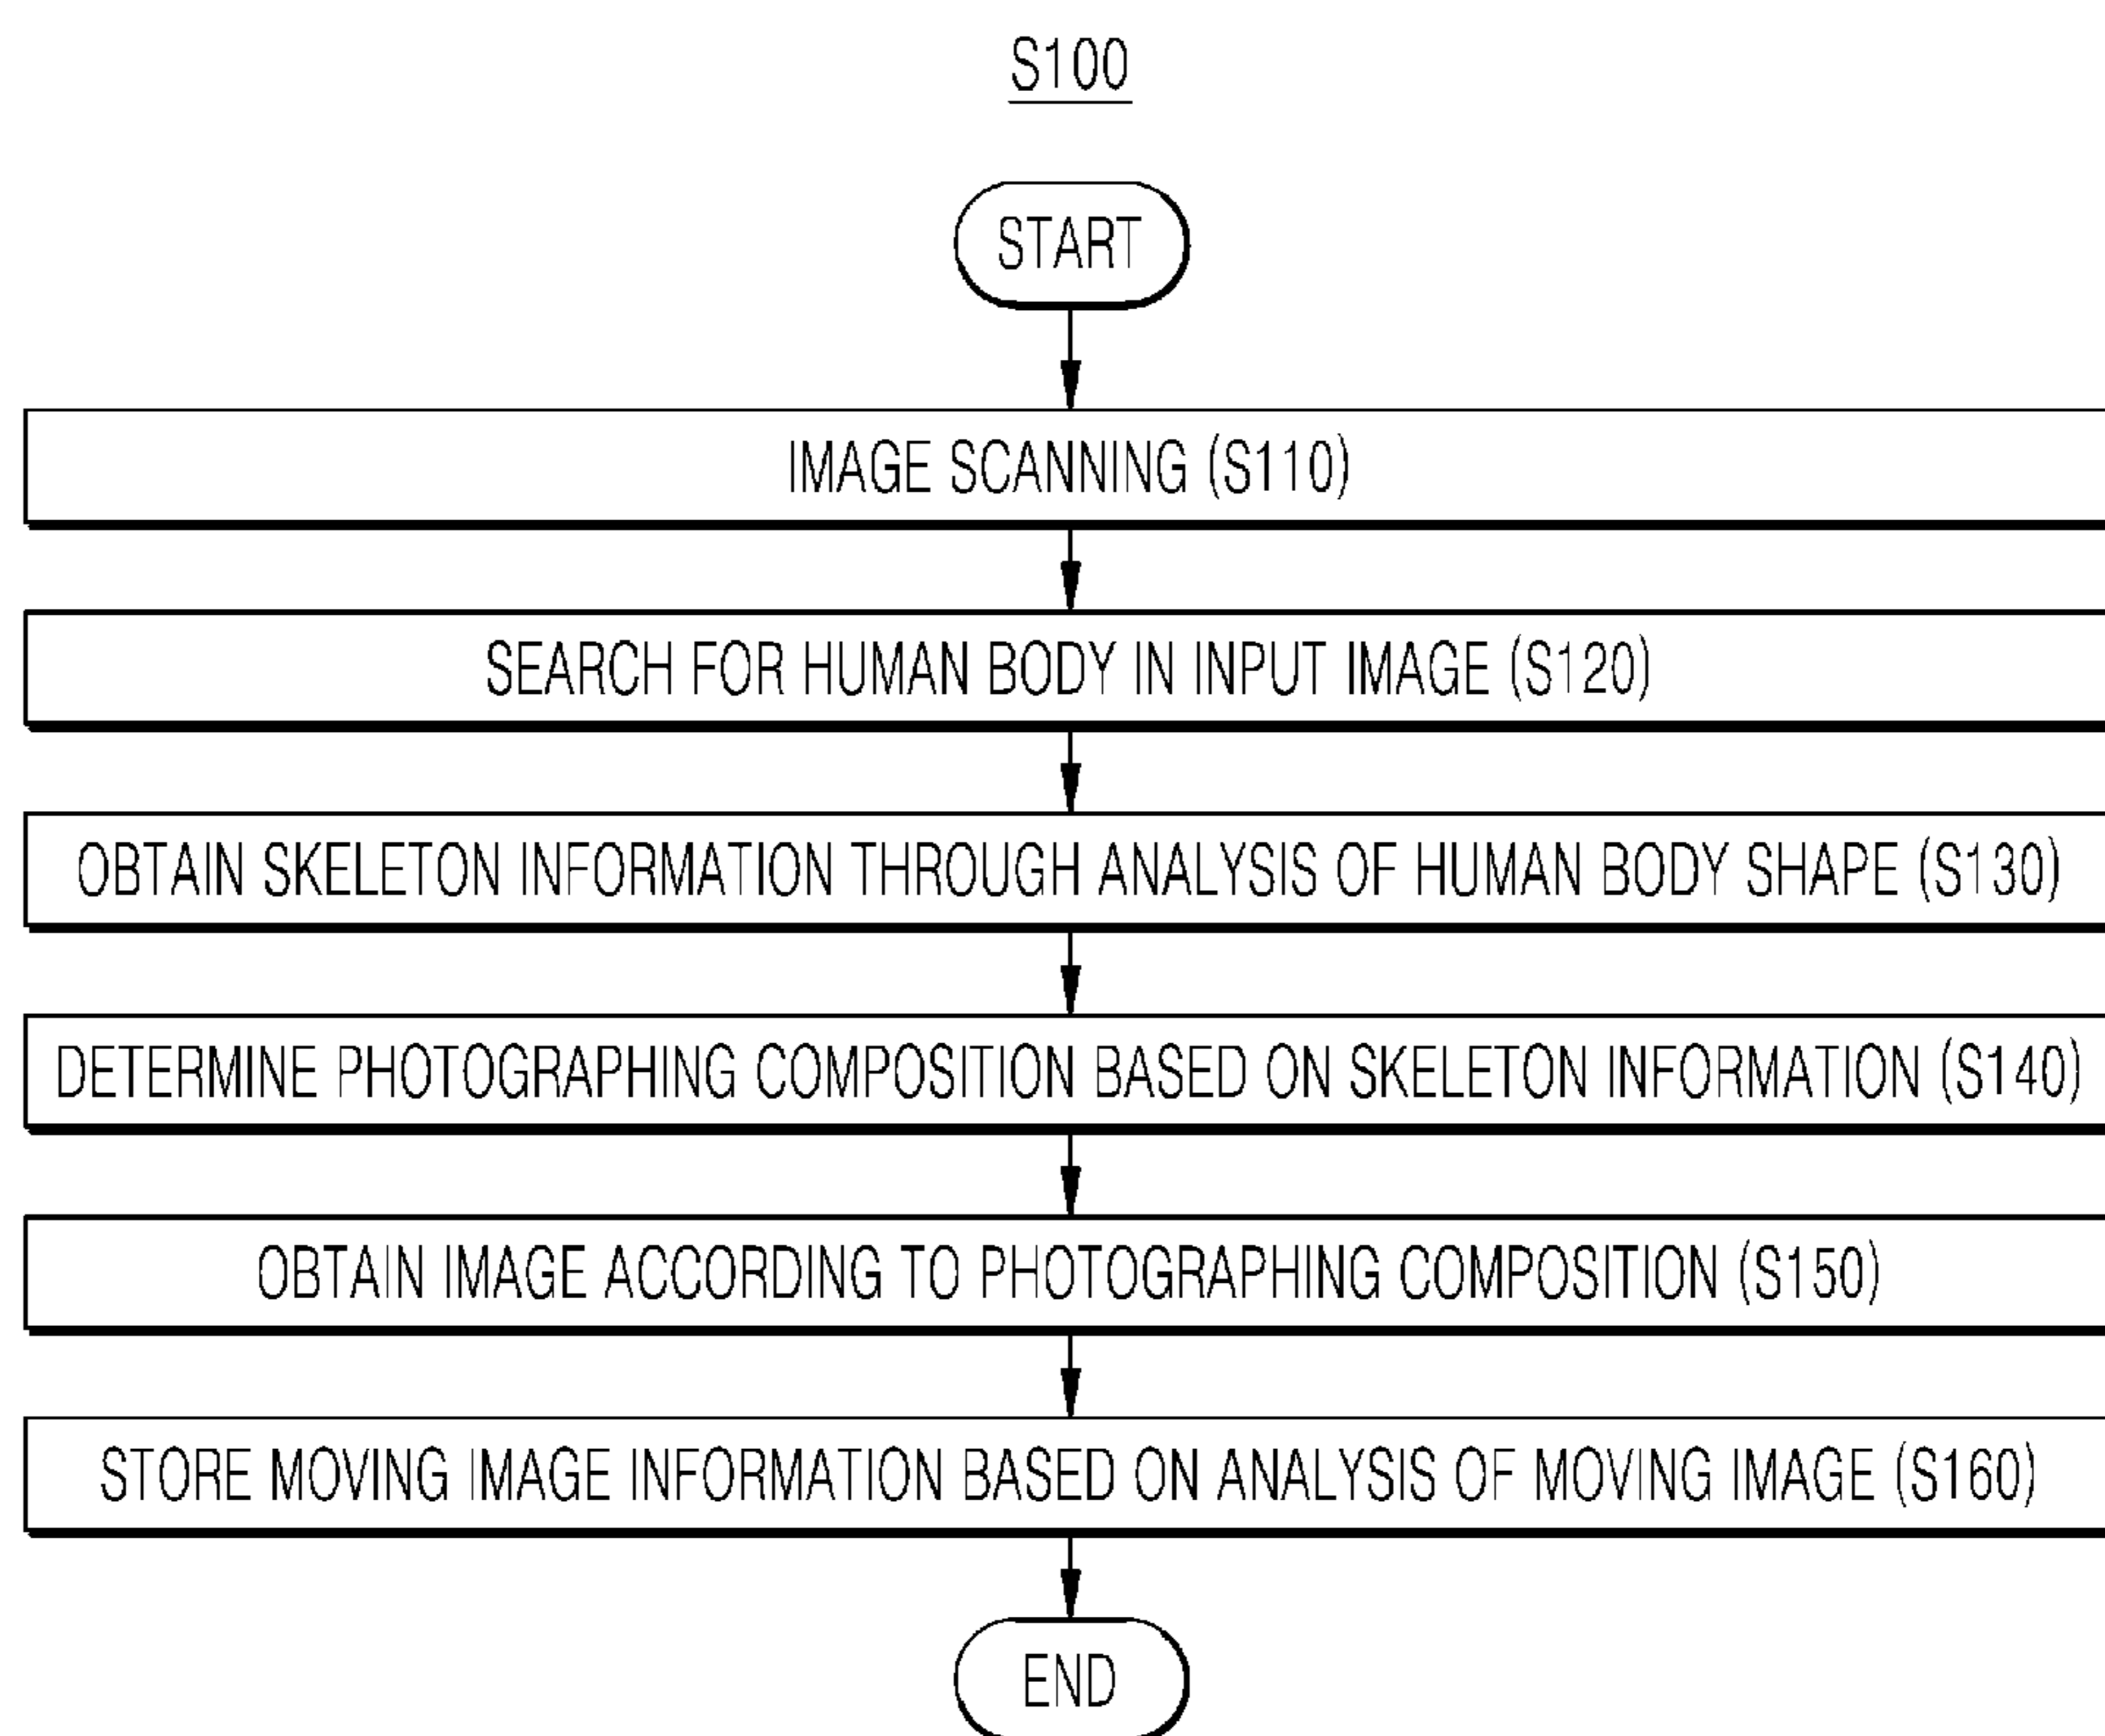 S100
START
IMAGE SCANNING (S110)
SEARCH FOR HUMAN BODY IN INPUT IMAGE (S120)
OBTAIN SKELETON INFORMATION THROUGH ANALYSIS OF HUMAN BODY SHAPE (S130)
DETERMINE PHOTOGRAPHING COMPOSITION BASED ON SKELETON INFORMATION (S140)
OBTAIN IMAGE ACCORDING TO PHOTOGRAPHING COMPOSITION (S150)
STORE MOVING IMAGE INFORMATION BASED ON ANALYSIS OF MOVING IMAGE (S160)
END